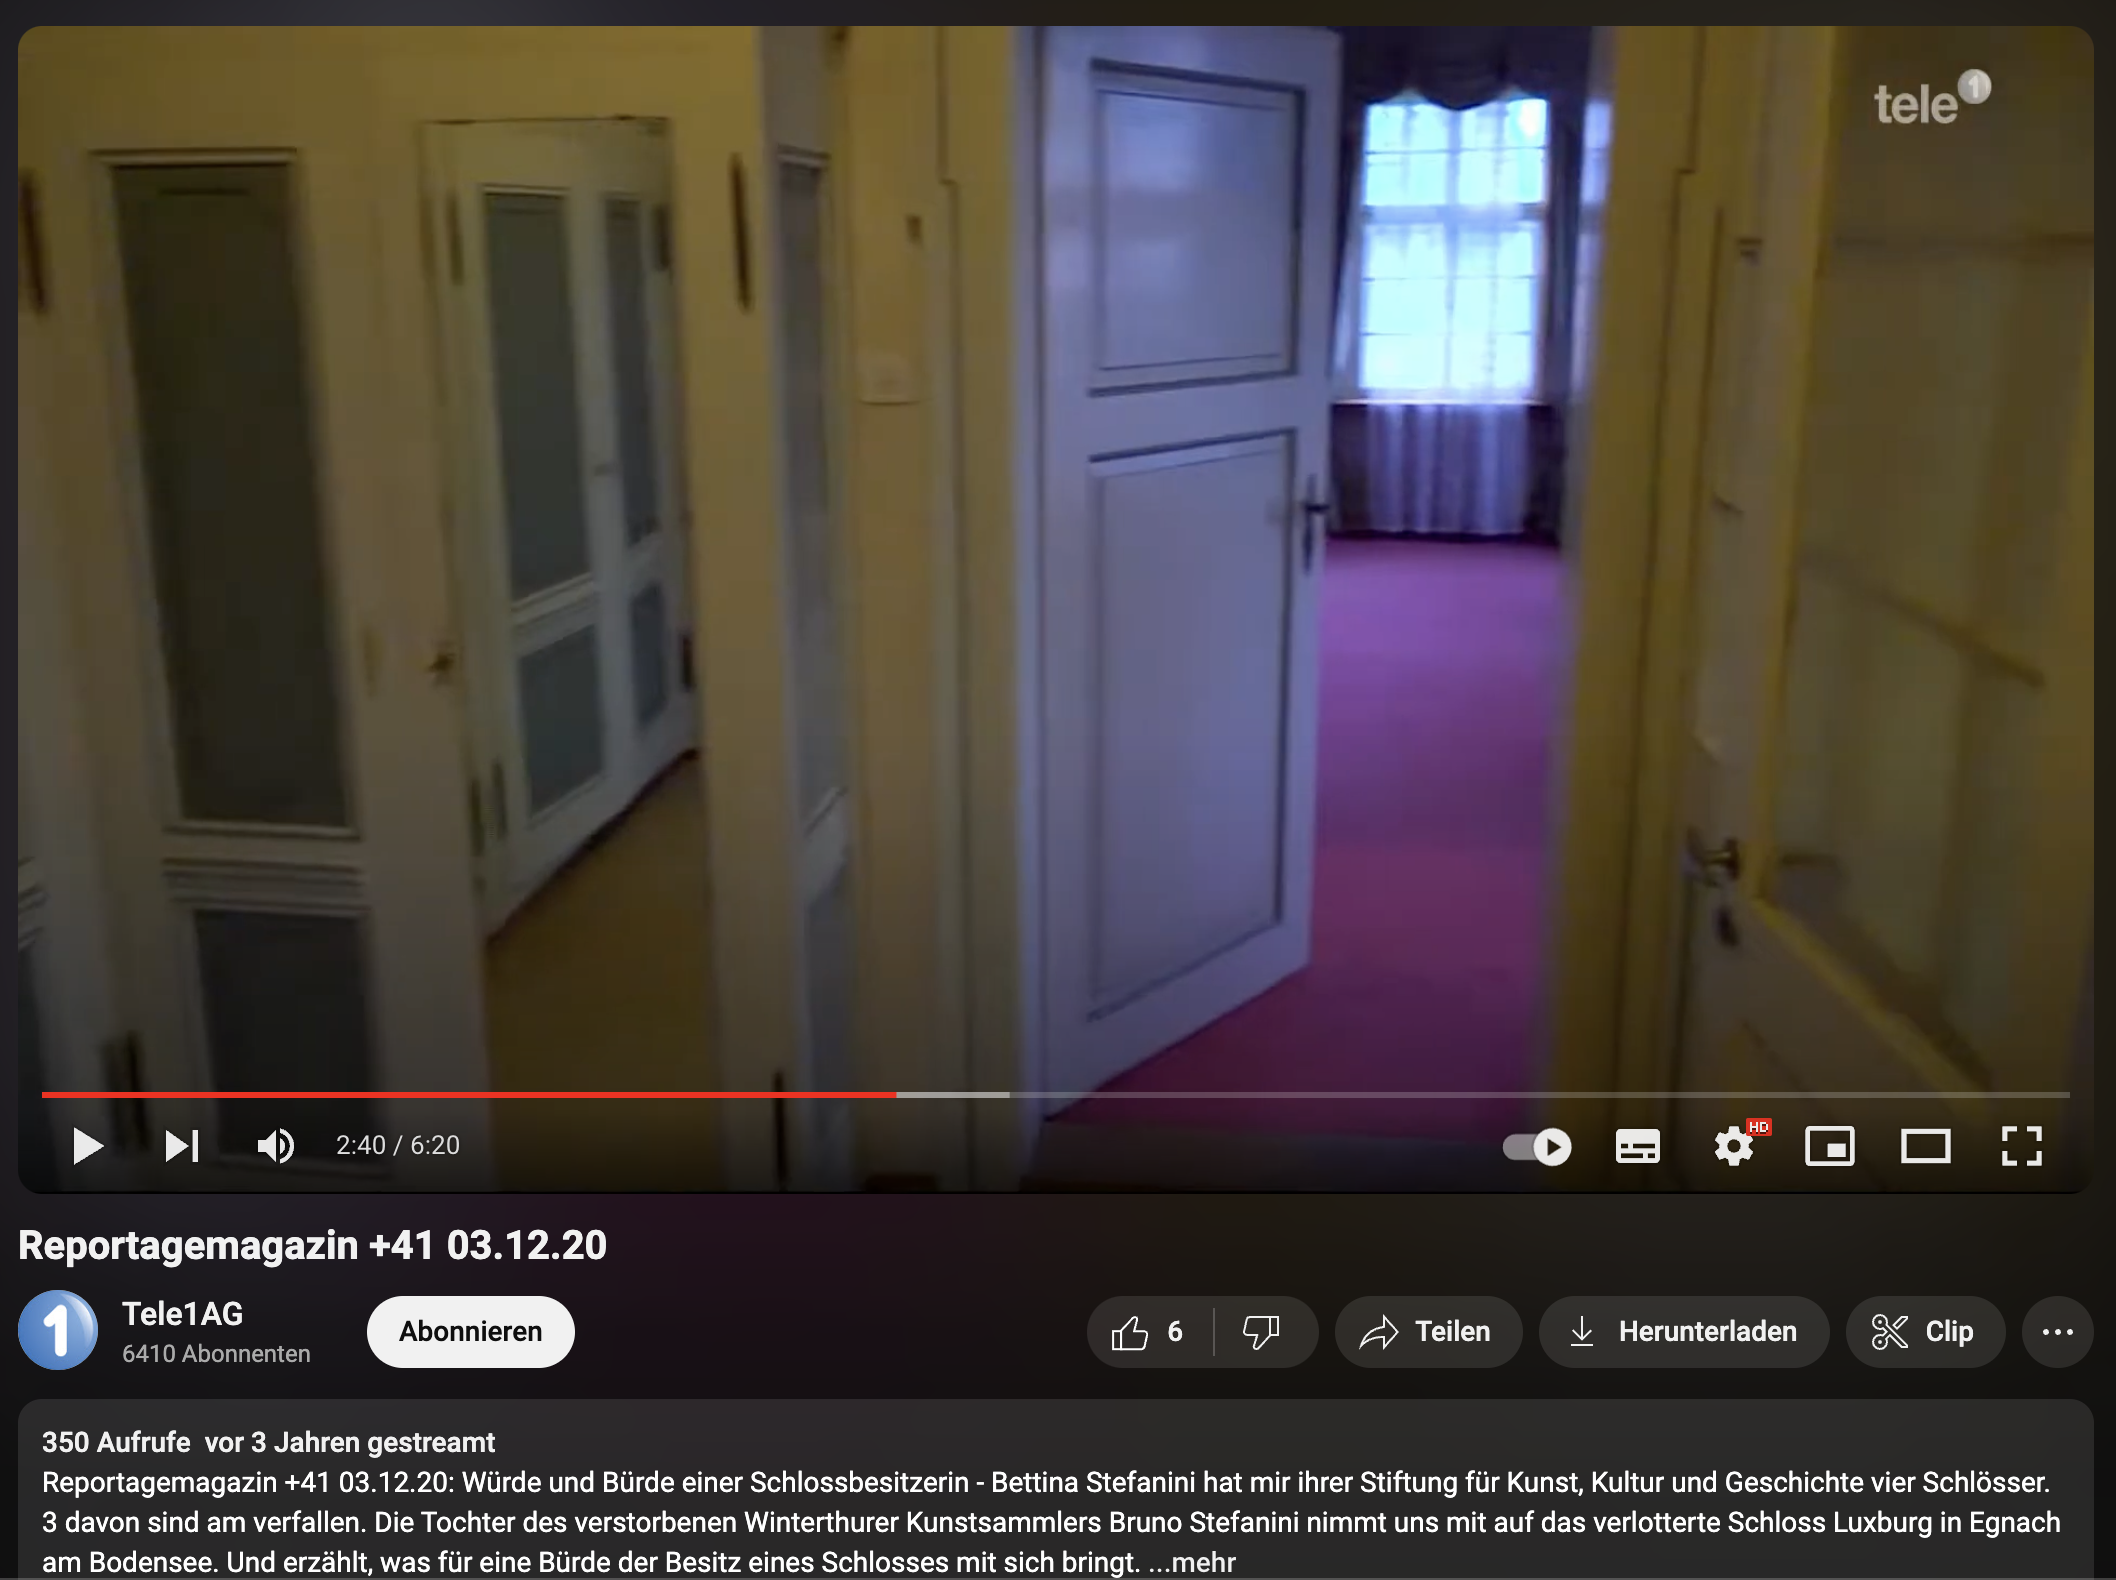 tele1
2:40 / 6:20
HD
Reportagemagazin +41 03.12.20
1
Tele1AG
6410 Abonnenten
Abonnieren
6
Teilen
Herunterladen
Clip
350 Aufrufe vor 3 Jahren gestreamt
Reportagemagazin +41 03.12.20: Würde und Bürde einer Schlossbesitzerin - Bettina Stefanini hat mir ihrer Stiftung für Kunst, Kultur und Geschichte vier Schlösser.
3 davon sind am verfallen. Die Tochter des verstorbenen Winterthurer Kunstsammlers Bruno Stefanini nimmt uns mit auf das verlotterte Schloss Luxburg in Egnach
am Bodensee. Und erzählt, was für eine Bürde der Besitz eines Schlosses mit sich bringt. ...mehr